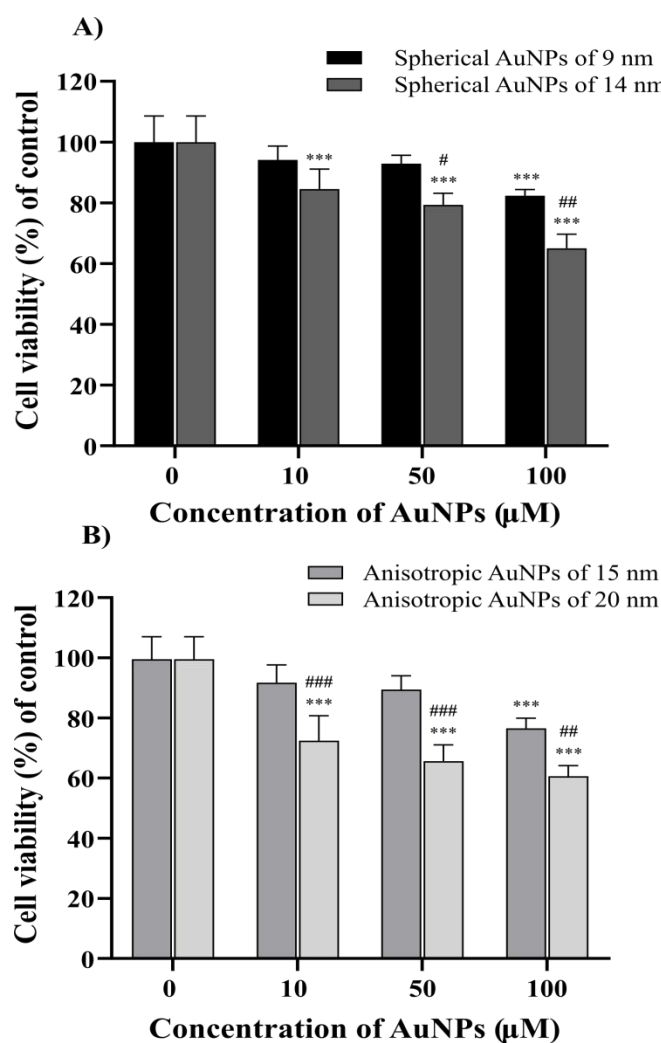 A)
Spherical AuNPs of 9 nm
Spherical AuNPs of 14 nm
Cell viability (%) of control
120
100
80
60
40
20
0
***
#
***
***
##
***
0 10 50 100
Concentration of AuNPs (µM)
B)
Anisotropic AuNPs of 15 nm
Anisotropic AuNPs of 20 nm
Cell viability (%) of control
120
100
80
60
40
20
0
###
***
###
***
***
##
***
0 10 50 100
Concentration of AuNPs (µM)